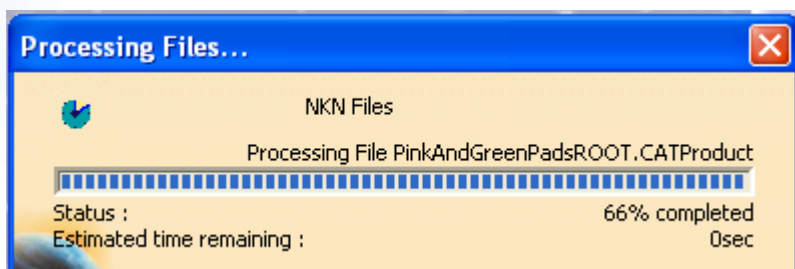 Processing Files...
NKN Files
Processing File PinkAndGreenPadsROOT.CATProduct
Status : 66% completed
Estimated time remaining : 0sec